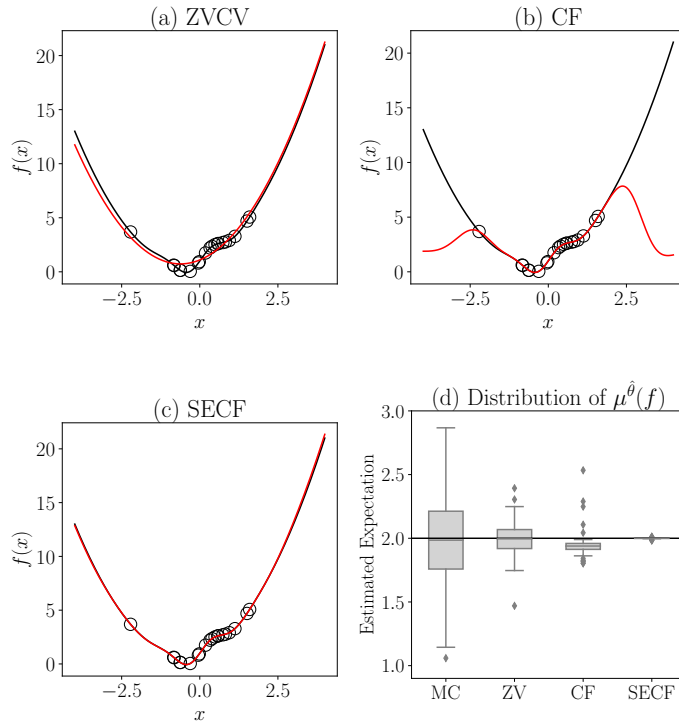 (a) ZVCV
(b) CF
20
15
10
5
0
f(x)
−2.5 0.0 2.5
x
20
15
10
5
0
f(x)
−2.5 0.0 2.5
x
(c) SECF
(d) Distribution of μ^θ̂(f)
20
15
10
5
0
f(x)
−2.5 0.0 2.5
x
3.0
2.5
2.0
1.5
1.0
Estimated Expectation
MC ZV CF SECF